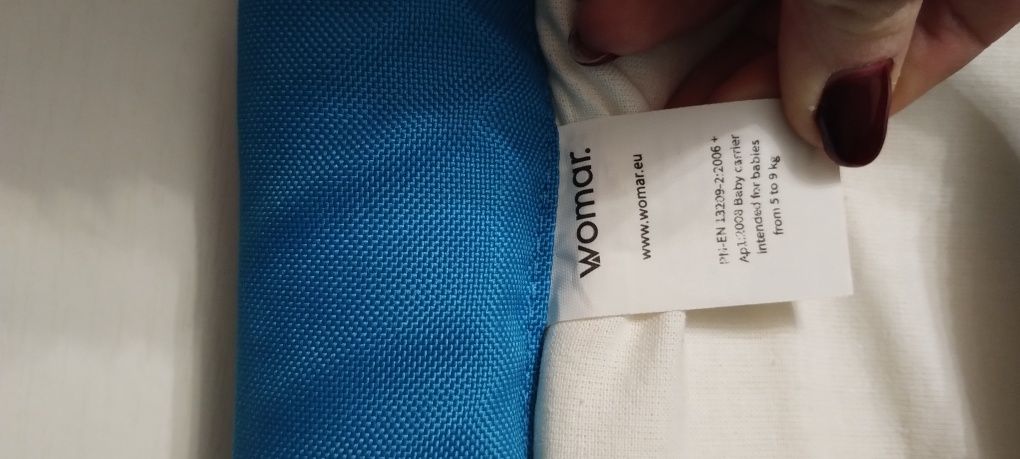 womar.
www.womar.eu
PN-EN 13209-2:2006 +
Ap1:2008 Baby carrier
intended for babies
from 5 to 9 kg